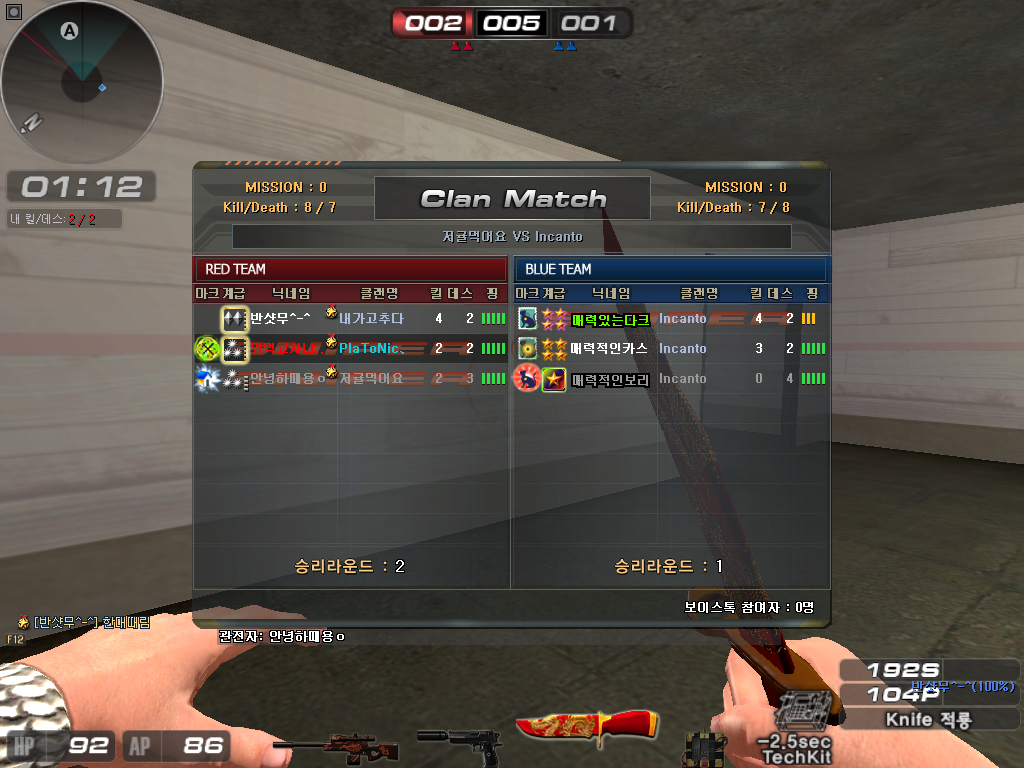 002 005 001
A
N
01:12
내 킬/데스:2 / 2
MISSION : 0
Kill/Death : 8 / 7
Clan Match
MISSION : 0
Kill/Death : 7 / 8
저귤먹어요 VS Incanto
RED TEAM
마크 계급 닉네임 클랜명 킬 데스 핑
반샷무^-^ 내가고추다 4 2
PlaToNic、 2 2
안녕하떼용ㅇ 저귤먹어요 2 3
승리라운드 : 2
BLUE TEAM
마크 계급 닉네임 클랜명 킬 데스 핑
매력있는다크 Incanto 4 2
매력적인카스 Incanto 3 2
매력적인보리 Incanto 0 4
승리라운드 : 1
보이스톡 참여자 : 0명
[반샷무^-^] 한대때림
F12
관전자: 안녕하떼용ㅇ
HP 92 AP 86
-2.5sec
TechKit
192S
반샷무^-^(100%)
104P
Knife 적룡